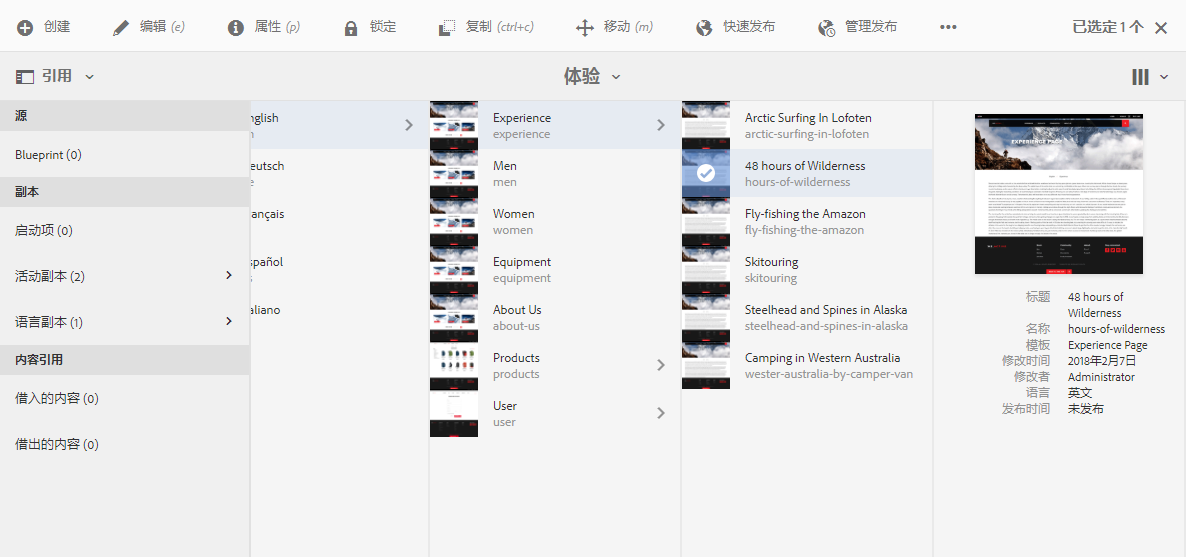 创建
编辑 (e)
属性 (p)
锁定
复制 (ctrl+c)
移动 (m)
快速发布
管理发布
已选定 1 个
引用
体验
源
Blueprint (0)
副本
启动项 (0)
活动副本 (2)
语言副本 (1)
内容引用
借入的内容 (0)
借出的内容 (0)
nglish
eutsch
ançais
pañol
aliano
Experience
experience
Men
men
Women
women
Equipment
equipment
About Us
about-us
Products
products
User
user
Arctic Surfing In Lofoten
arctic-surfing-in-lofoten
48 hours of Wilderness
hours-of-wilderness
Fly-fishing the Amazon
fly-fishing-the-amazon
Skitouring
skitouring
Steelhead and Spines in Alaska
steelhead-and-spines-in-alaska
Camping in Western Australia
wester-australia-by-camper-van
EXPERIENCE PAGE
标题 48 hours of
Wilderness
名称 hours-of-wilderness
模板 Experience Page
修改时间 2018年2月7日
修改者 Administrator
语言 英文
发布时间 未发布